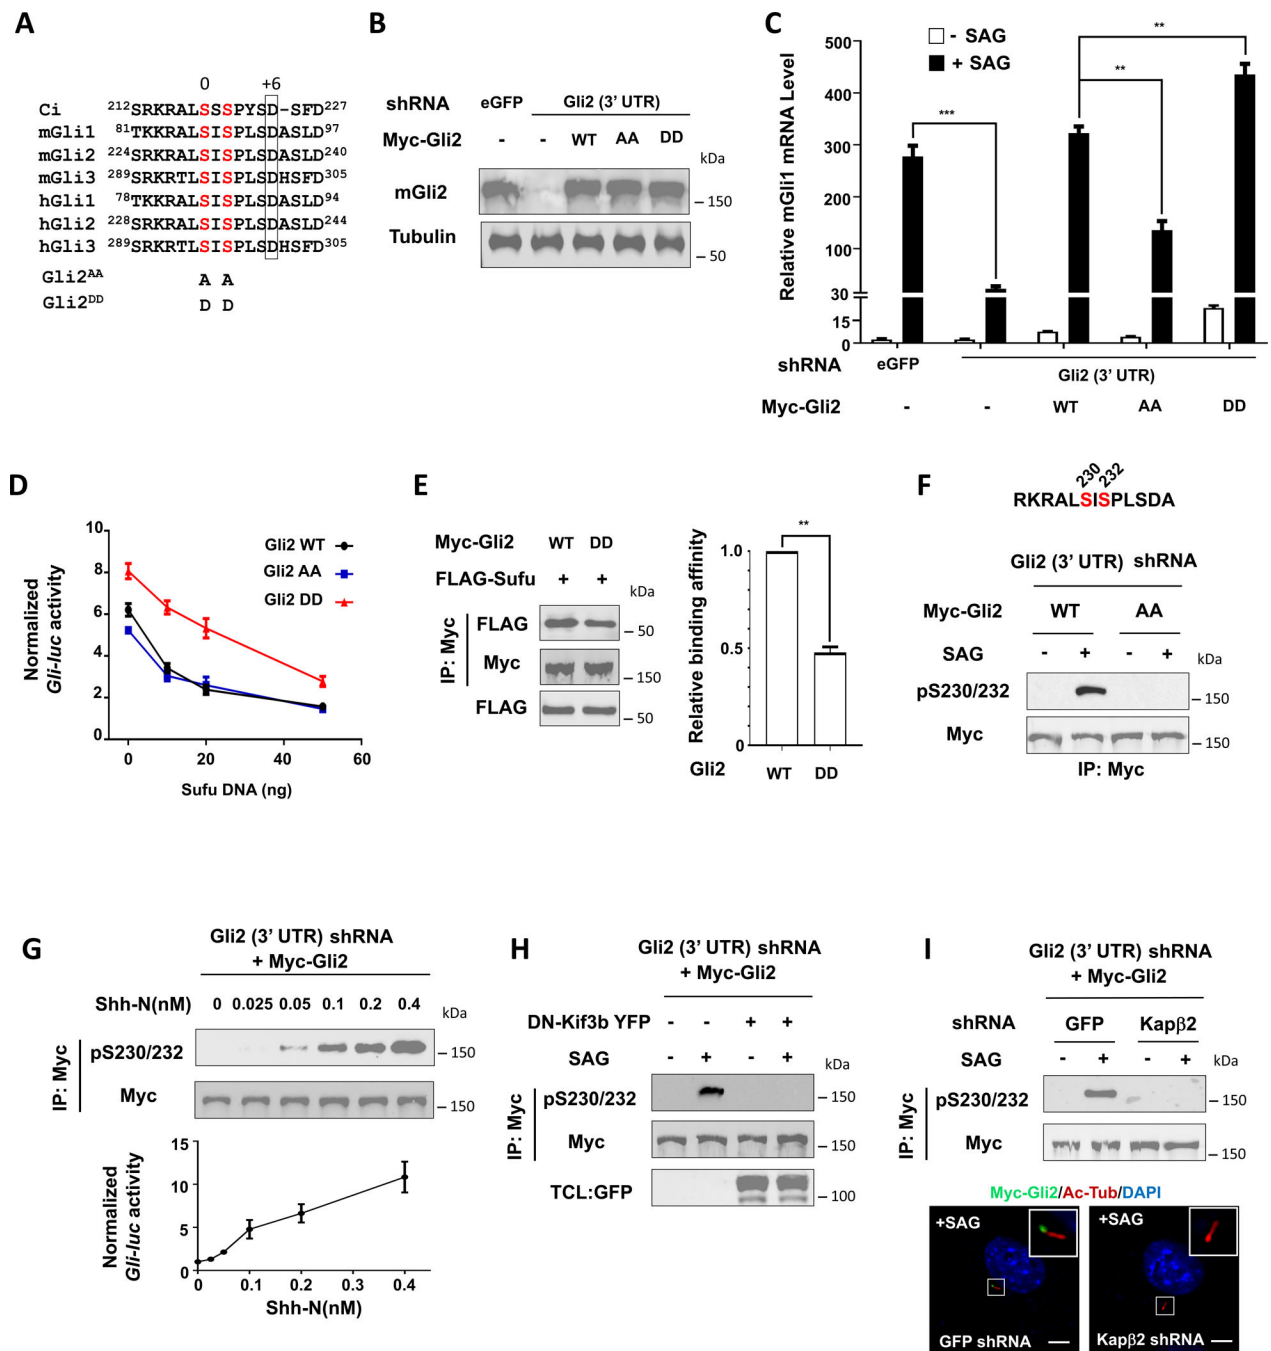 A
0 +6
Ci 212SRKRALSSSPYSD-SFD227
mGli1 81TKKRALSISPLSDASLD97
mGli2 224SRKRALSISPLSDASLD240
mGli3 289SRKRTLSISPLSDHSFD305
hGli1 78TKKRALSISPLSDASLD94
hGli2 228SRKRALSISPLSDASLD244
hGli3 289SRKRTLSISPLSDHSFD305
Gli2AA A A
Gli2DD D D
B
shRNA eGFP Gli2 (3' UTR)
Myc-Gli2 - - WT AA DD
kDa
mGli2 – 150
Tubulin – 50
C
- SAG
+ SAG
Relative mGli1 mRNA Level
500
400
300
200
100
30
15
0
*** ** **
shRNA eGFP Gli2 (3' UTR)
Myc-Gli2 - - WT AA DD
D
Normalized
Gli-luc activity
10
8
6
4
2
0
Gli2 WT
Gli2 AA
Gli2 DD
0 20 40 60
Sufu DNA (ng)
E
Myc-Gli2 WT DD
FLAG-Sufu + +
kDa
IP: Myc
FLAG – 50
Myc – 150
FLAG – 50
Relative binding affinity
**
1.0
0.5
0
Gli2 WT DD
F
230 232
RKRALSISPLSDA
Gli2 (3' UTR) shRNA
Myc-Gli2 WT AA
SAG - + - +
kDa
pS230/232 – 150
Myc – 150
IP: Myc
G
Gli2 (3' UTR) shRNA
+ Myc-Gli2
Shh-N(nM) 0 0.025 0.05 0.1 0.2 0.4
kDa
IP: Myc
pS230/232 – 150
Myc – 150
Normalized
Gli-luc activity
15
10
5
0
0 0.1 0.2 0.3 0.4
Shh-N(nM)
H
Gli2 (3' UTR) shRNA
+ Myc-Gli2
DN-Kif3b YFP - - + +
SAG - + - +
kDa
IP: Myc
pS230/232 – 150
Myc – 150
TCL:GFP – 100
I
Gli2 (3' UTR) shRNA
+ Myc-Gli2
shRNA GFP Kapβ2
SAG - + - +
kDa
IP: Myc
pS230/232 – 150
Myc – 150
Myc-Gli2/Ac-Tub/DAPI
+SAG +SAG
GFP shRNA Kapβ2 shRNA